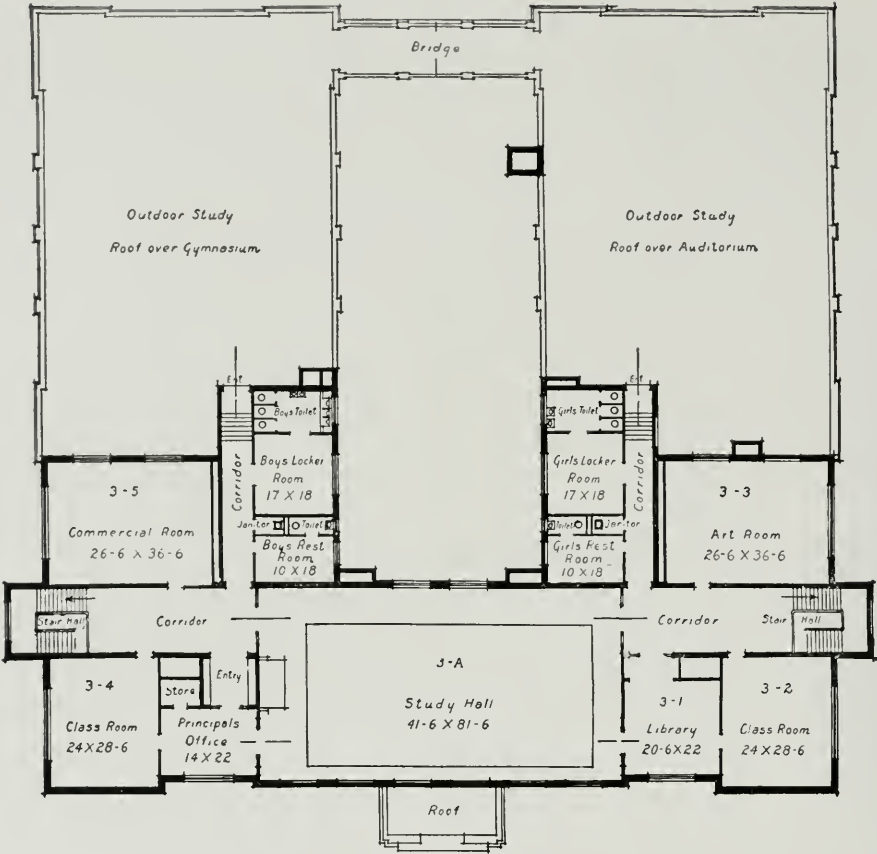 Bridge
Outdoor Study
Roof over Gymnasium
Outdoor Study
Roof over Auditorium
Ent
Boys Toilet
Corridor
Boys Locker
Room
17 X 18
Janitor
Toilet
Boys Rest
Room
10 X 18
Ent
Girls Toilet
Corridor
Girls Locker
Room
17 X 18
Toilet
Janitor
Girls Rest
Room
10 X 18
3-5
Commercial Room
26-6 X 36-6
3-3
Art Room
26-6 X 36-6
Stair Hall
Corridor
Corridor
Stair Hall
3-4
Class Room
24 X 28-6
Store
Entry
Principals
Office
14 X 22
3-A
Study Hall
41-6 X 81-6
3-1
Library
20-6 X 22
3-2
Class Room
24 X 28-6
Roof